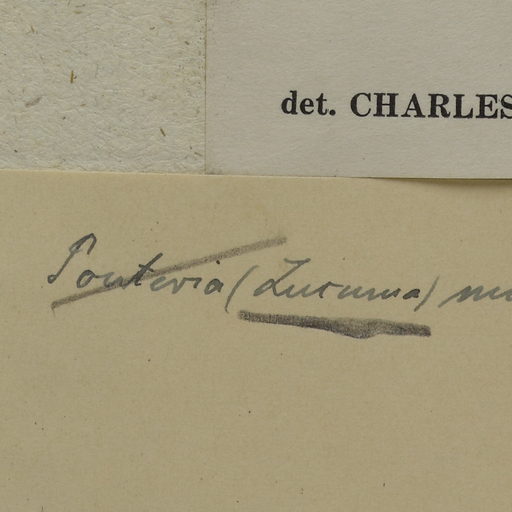 det. CHARLES
Pouteria (Lucuma)